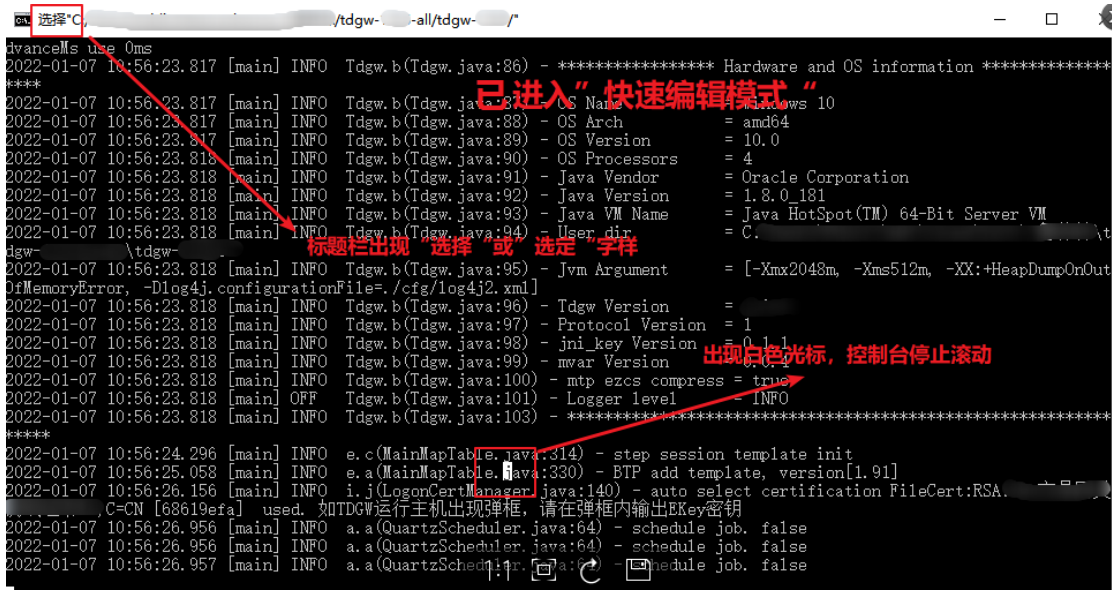 选择"C:/ /tdgw- -all/tdgw- /"
dvanceMs use 0ms
2022-01-07 10:56:23.817 [main] INFO Tdgw.b(Tdgw.java:86) - ***************** Hardware and OS information **************
****
已进入”快速编辑模式“
2022-01-07 10:56:23.817 [main] INFO Tdgw.b(Tdgw.java:87) - OS Name = Windows 10
2022-01-07 10:56:23.817 [main] INFO Tdgw.b(Tdgw.java:88) - OS Arch = amd64
2022-01-07 10:56:23.817 [main] INFO Tdgw.b(Tdgw.java:89) - OS Version = 10.0
2022-01-07 10:56:23.818 [main] INFO Tdgw.b(Tdgw.java:90) - OS Processors = 4
2022-01-07 10:56:23.818 [main] INFO Tdgw.b(Tdgw.java:91) - Java Vendor = Oracle Corporation
2022-01-07 10:56:23.818 [main] INFO Tdgw.b(Tdgw.java:92) - Java Version = 1.8.0_181
2022-01-07 10:56:23.818 [main] INFO Tdgw.b(Tdgw.java:93) - Java VM Name = Java HotSpot(TM) 64-Bit Server VM
2022-01-07 10:56:23.818 [main] INFO Tdgw.b(Tdgw.java:94) - User dir = C: \t
标题栏出现“选择“或”选定“字样
dgw- \tdgw-
2022-01-07 10:56:23.818 [main] INFO Tdgw.b(Tdgw.java:95) - Jvm Argument = [-Xmx2048m, -Xms512m, -XX:+HeapDumpOnOut
OfMemoryError, -Dlog4j.configurationFile=./cfg/log4j2.xml]
2022-01-07 10:56:23.818 [main] INFO Tdgw.b(Tdgw.java:96) - Tdgw Version =
2022-01-07 10:56:23.818 [main] INFO Tdgw.b(Tdgw.java:97) - Protocol Version = 1
2022-01-07 10:56:23.818 [main] INFO Tdgw.b(Tdgw.java:98) - jni_key Version = 0.1.1
出现白色光标，控制台停止滚动
2022-01-07 10:56:23.818 [main] INFO Tdgw.b(Tdgw.java:99) - mvar Version =
2022-01-07 10:56:23.818 [main] INFO Tdgw.b(Tdgw.java:100) - mtp ezcs compress = true
2022-01-07 10:56:23.818 [main] OFF Tdgw.b(Tdgw.java:101) - Logger level = INFO
2022-01-07 10:56:23.818 [main] INFO Tdgw.b(Tdgw.java:103) - ***********************************************************
*****
2022-01-07 10:56:24.296 [main] INFO e.c(MainMapTable.java:314) - step session template init
2022-01-07 10:56:25.058 [main] INFO e.a(MainMapTable.java:330) - BTP add template, version[1.91]
2022-01-07 10:56:26.156 [main] INFO i.j(LogonCertManager.java:140) - auto select certification FileCert:RSA
,C=CN [68619efa] used. 如TDGW运行主机出现弹框, 请在弹框内输出EKey密钥
2022-01-07 10:56:26.956 [main] INFO a.a(QuartzScheduler.java:64) - schedule job. false
2022-01-07 10:56:26.956 [main] INFO a.a(QuartzScheduler.java:64) - schedule job. false
2022-01-07 10:56:26.957 [main] INFO a.a(QuartzScheduler.java:64) - schedule job. false
1:1